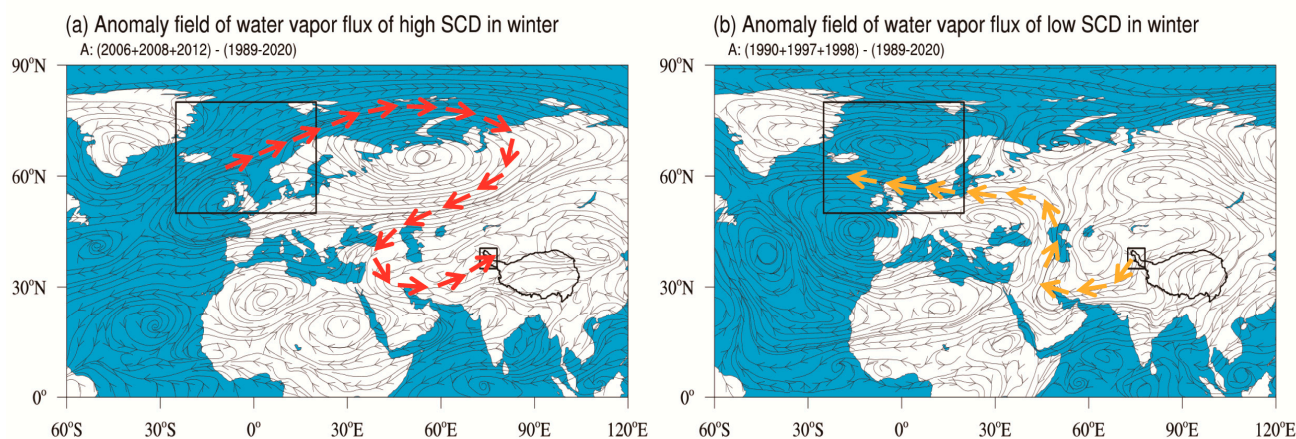 (a) Anomaly field of water vapor flux of high SCD in winter
A: (2006+2008+2012) - (1989-2020)
90°N
60°N
30°N
0°
60°S 30°S 0° 30°E 60°E 90°E 120°E
(b) Anomaly field of water vapor flux of low SCD in winter
A: (1990+1997+1998) - (1989-2020)
90°N
60°N
30°N
0°
60°S 30°S 0° 30°E 60°E 90°E 120°E